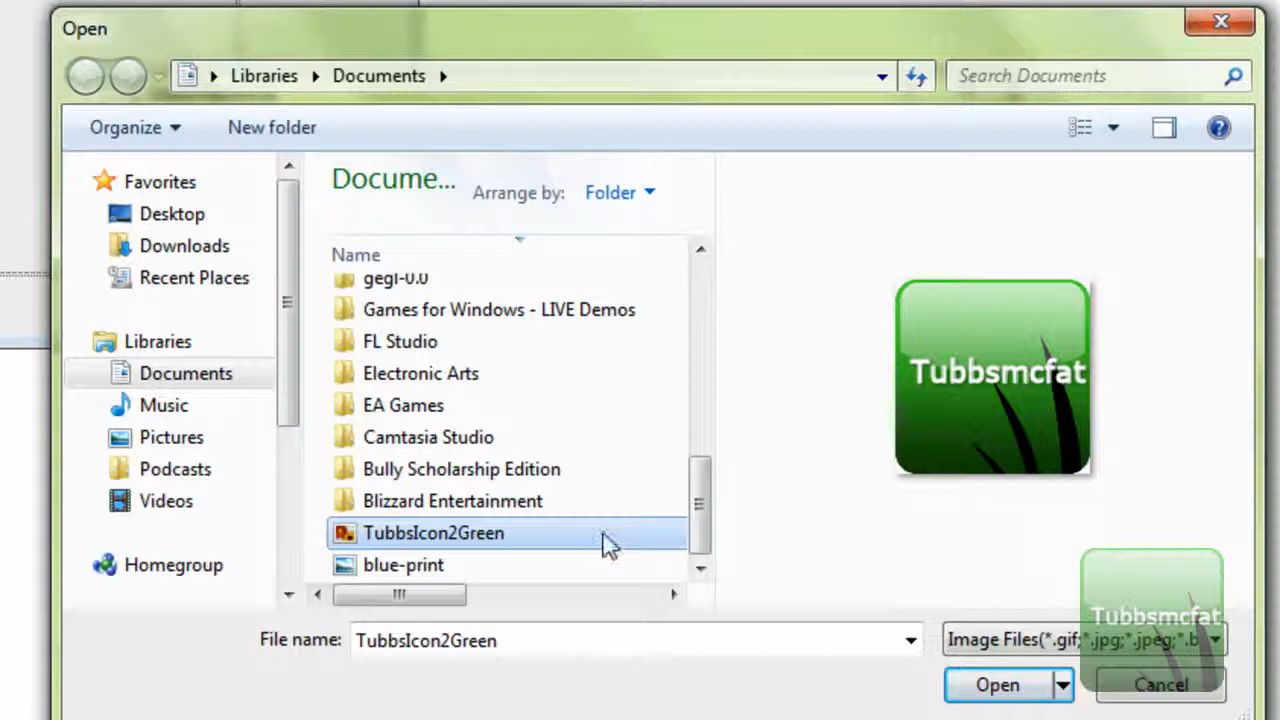 Open
Libraries Documents Search Documents
Organize New folder
Favorites
Desktop
Downloads
Recent Places
Libraries
Documents
Music
Pictures
Podcasts
Videos
Homegroup
Docume... Arrange by: Folder
Name
gegl-0.0
Games for Windows - LIVE Demos
FL Studio
Electronic Arts
EA Games
Camtasia Studio
Bully Scholarship Edition
Blizzard Entertainment
TubbsIcon2Green
blue-print
Tubbsmcfat
Tubbsmcfat
File name: TubbsIcon2Green Image Files(*.gif;*.jpg;*.jpeg;*.b
Open Cancel